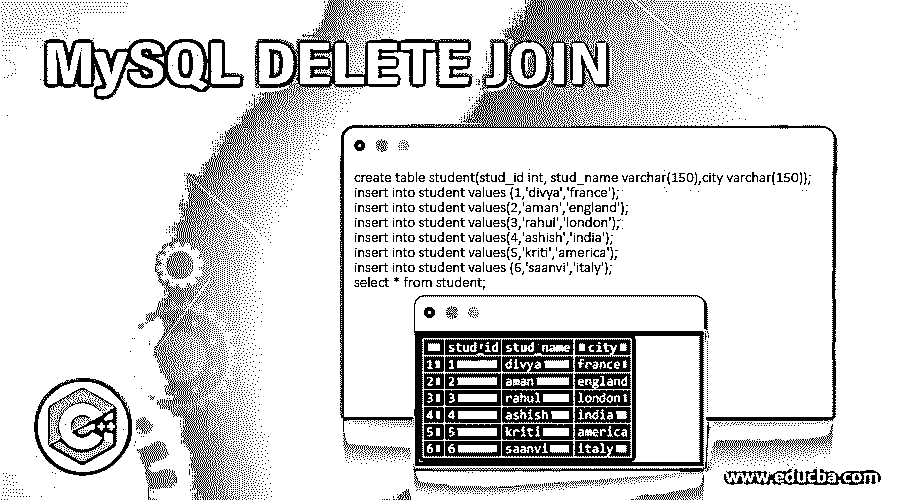 MySQL DELETE JOIN
create table student(stud_id int, stud_name varchar(150),city varchar(150));
insert into student values (1,'divya','france');
insert into student values(2,'aman','england');
insert into student values(3,'rahul','london');
insert into student values(4,'ashish','india');
insert into student values(5,'kriti','america');
insert into student values (6,'saanvi','italy');
select * from student;
stud_id stud_name city
1 1 divya france
2 2 aman england
3 3 rahul london
4 4 ashish india
5 5 kriti america
6 6 saanvi italy
www.educba.com